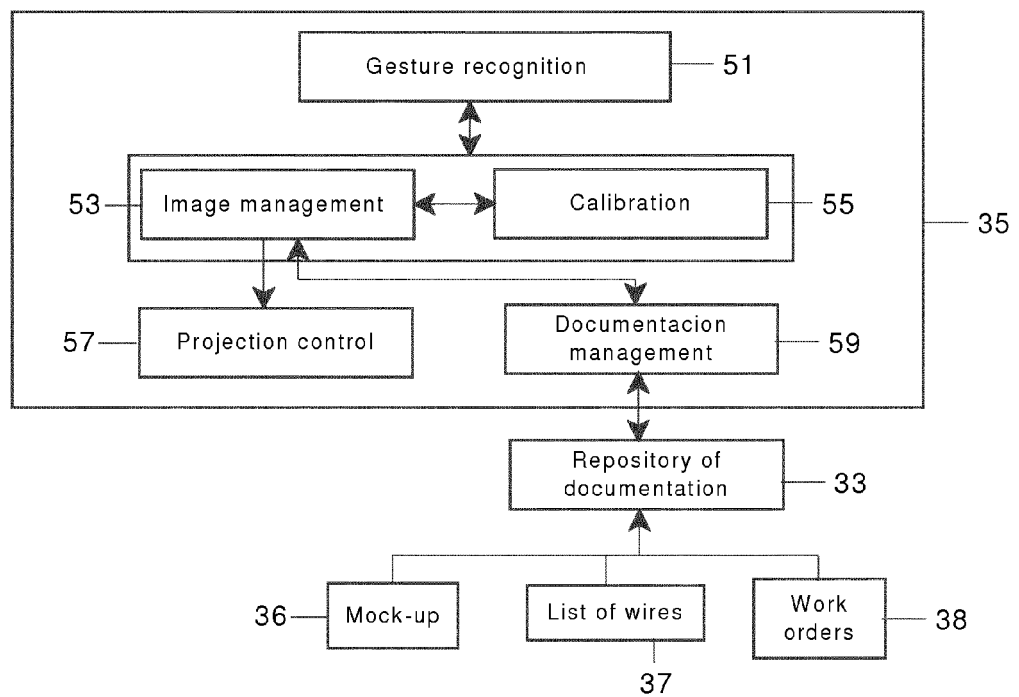 Gesture recognition
51
53
Image management
Calibration
55
35
57
Projection control
Documentacion
management
59
Repository of
documentation
33
36
Mock-up
List of wires
37
Work
orders
38